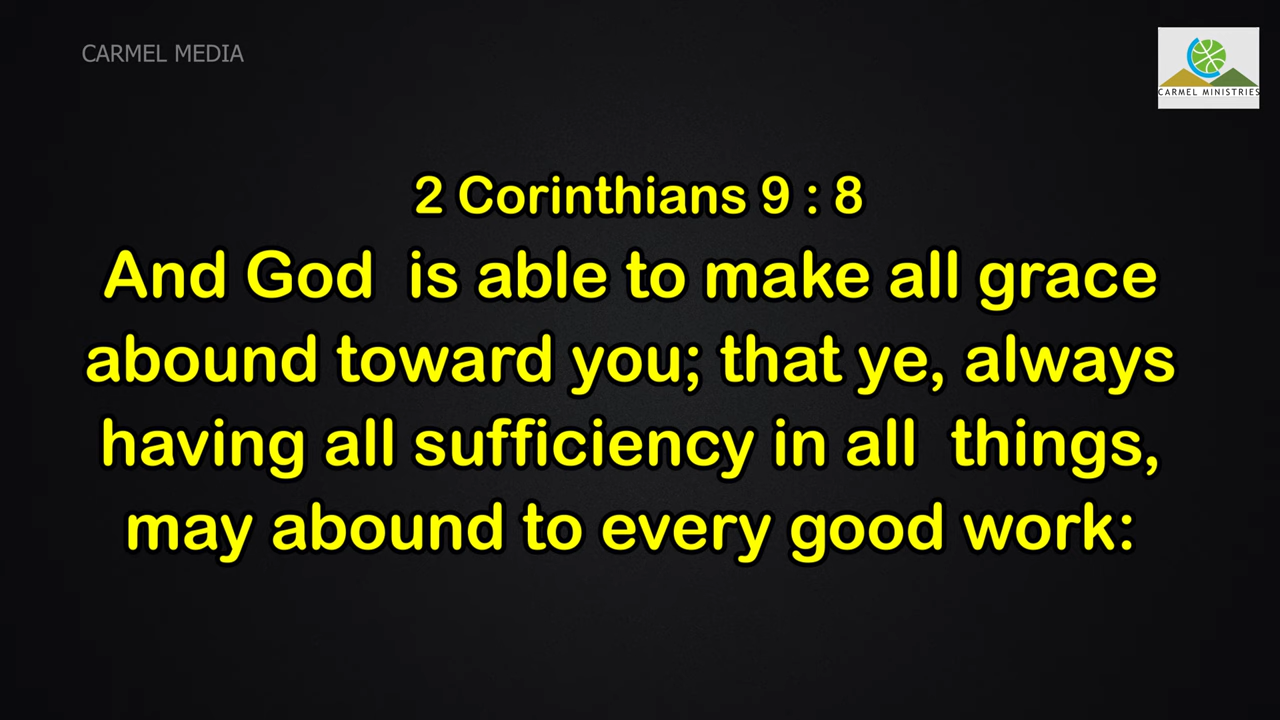 CARMEL MEDIA
CARMEL MINISTRIES
2 Corinthians 9 : 8
And God  is able to make all grace
abound toward you; that ye, always
having all sufficiency in all  things,
may abound to every good work: